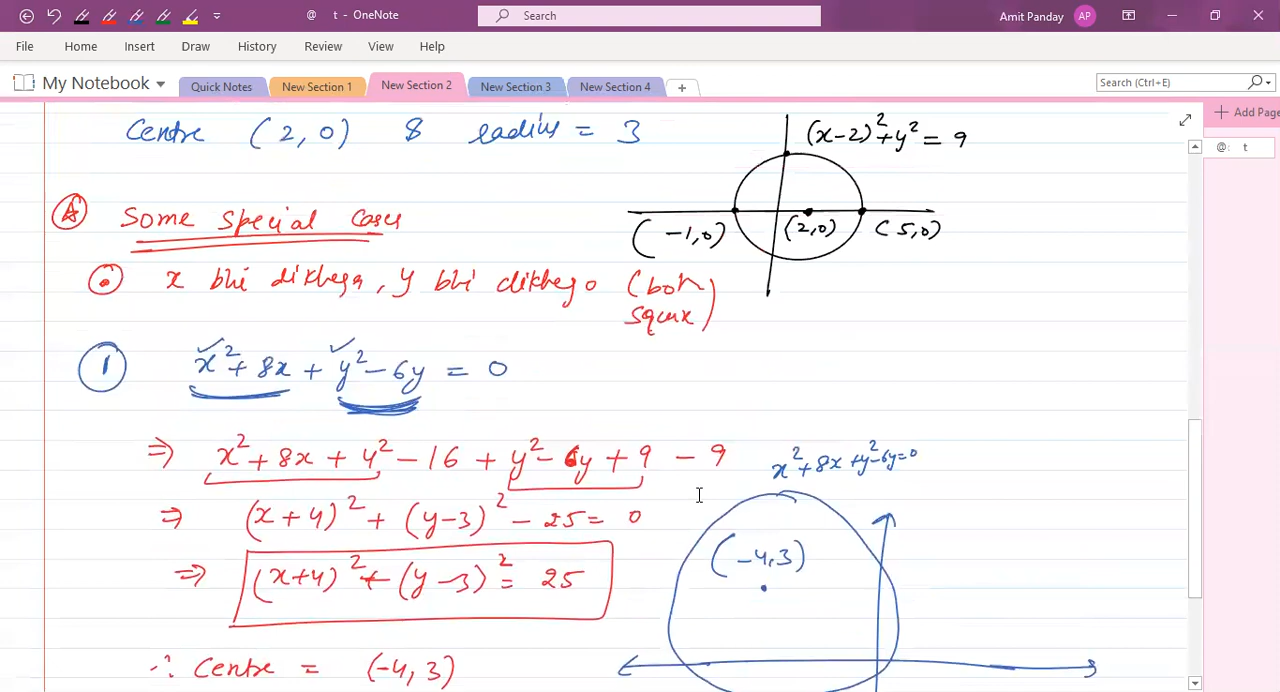 t - OneNote
Search
Amit Panday
AP
File Home Insert Draw History Review View Help
My Notebook
Quick Notes
New Section 1
New Section 2
New Section 3
New Section 4
Search (Ctrl+E)
Add Page
@ t
Centre (2, 0) & radius = 3
(x-2)² + y² = 9
(-1,0)
(2,0)
(5,0)
Some special Cases
x bhi dikhega, y bhi dikhega (both
square)
1 x² + 8x + y² - 6y = 0
⇒ x² + 8x + 4² - 16 + y² - 6y + 9 - 9
x² + 8x + y² - 6y = 0
⇒ (x+4)² + (y-3)² - 25 = 0
(-4,3)
⇒ (x+4)² + (y-3)² = 25
∴ Centre = (-4, 3)